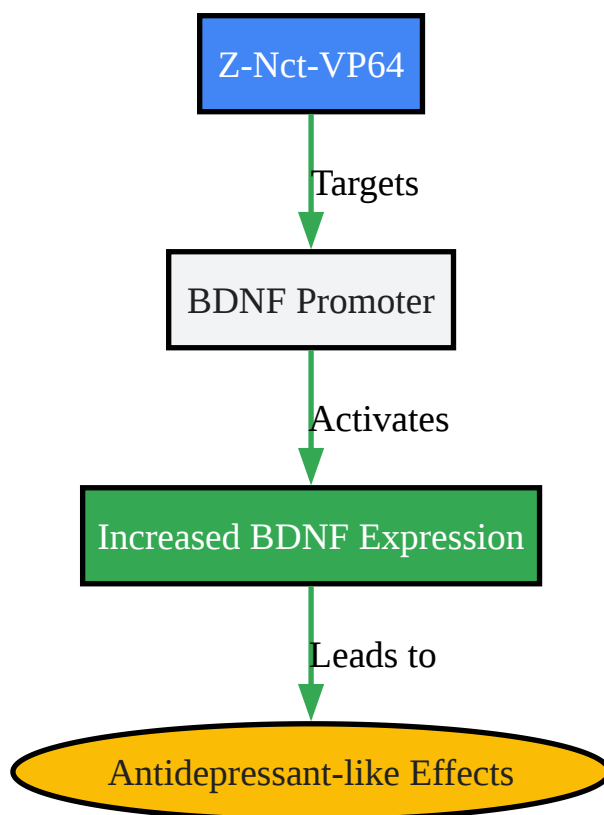 Z-Nct-VP64
Targets
BDNF Promoter
Activates
Increased BDNF Expression
Leads to
Antidepressant-like Effects